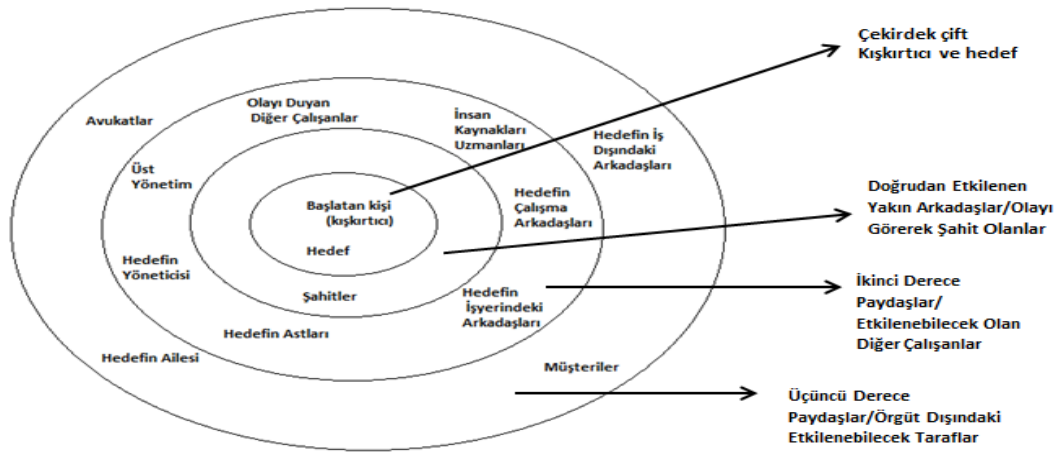 Çekirdek çift
Kışkırtıcı ve hedef
Avukatlar
Olayı Duyan
Diğer Çalışanlar
İnsan
Kaynakları
Uzmanları
Hedefin İş
Dışındaki
Arkadaşları
Üst
Yönetim
Başlatan kişi
(kışkırtıcı)
Hedef
Hedefin
Çalışma
Arkadaşları
Doğrudan Etkilenen
Yakın Arkadaşlar/Olayı
Görerek Şahit Olanlar
Hedefin
Yöneticisi
Şahitler
Hedefin
İşyerindeki
Arkadaşları
İkinci Derece
Paydaşlar/
Etkilenebilecek Olan
Diğer Çalışanlar
Hedefin Astları
Hedefin Ailesi
Müşteriler
Üçüncü Derece
Paydaşlar/Örgüt Dışındaki
Etkilenebilecek Taraflar